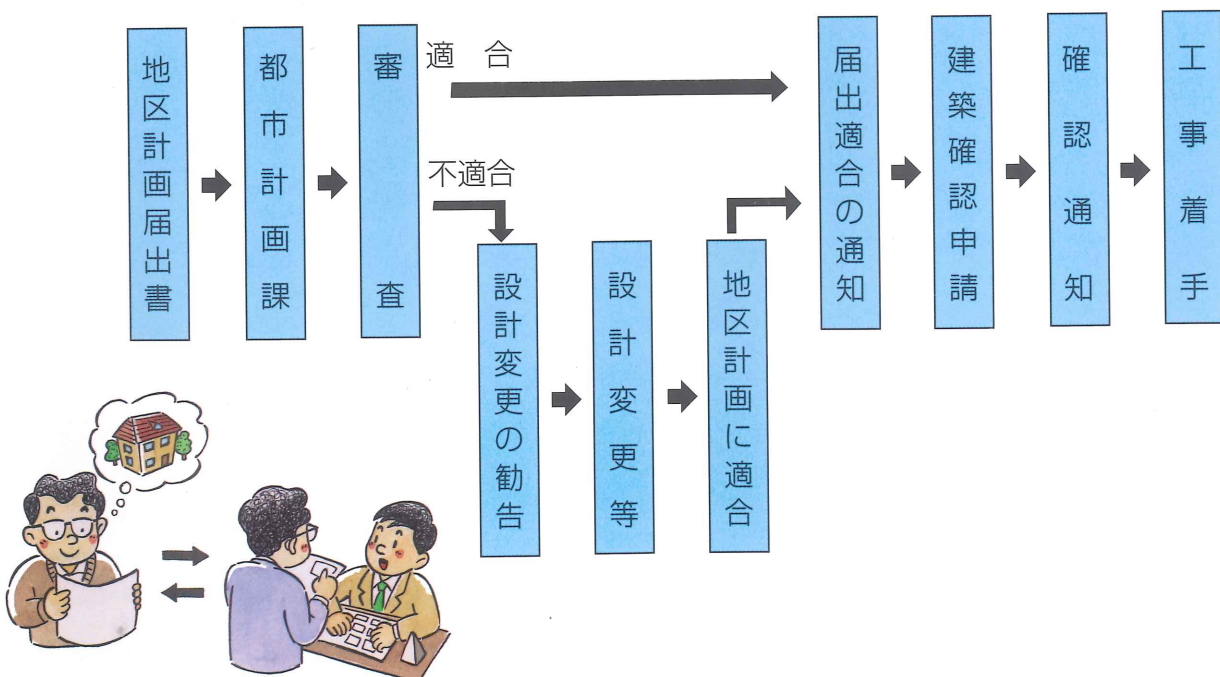 地区計画届出書
都市計画課
審査
適合
不適合
設計変更の勧告
設計変更等
地区計画に適合
届出適合の通知
建築確認申請
確認通知
工事着手